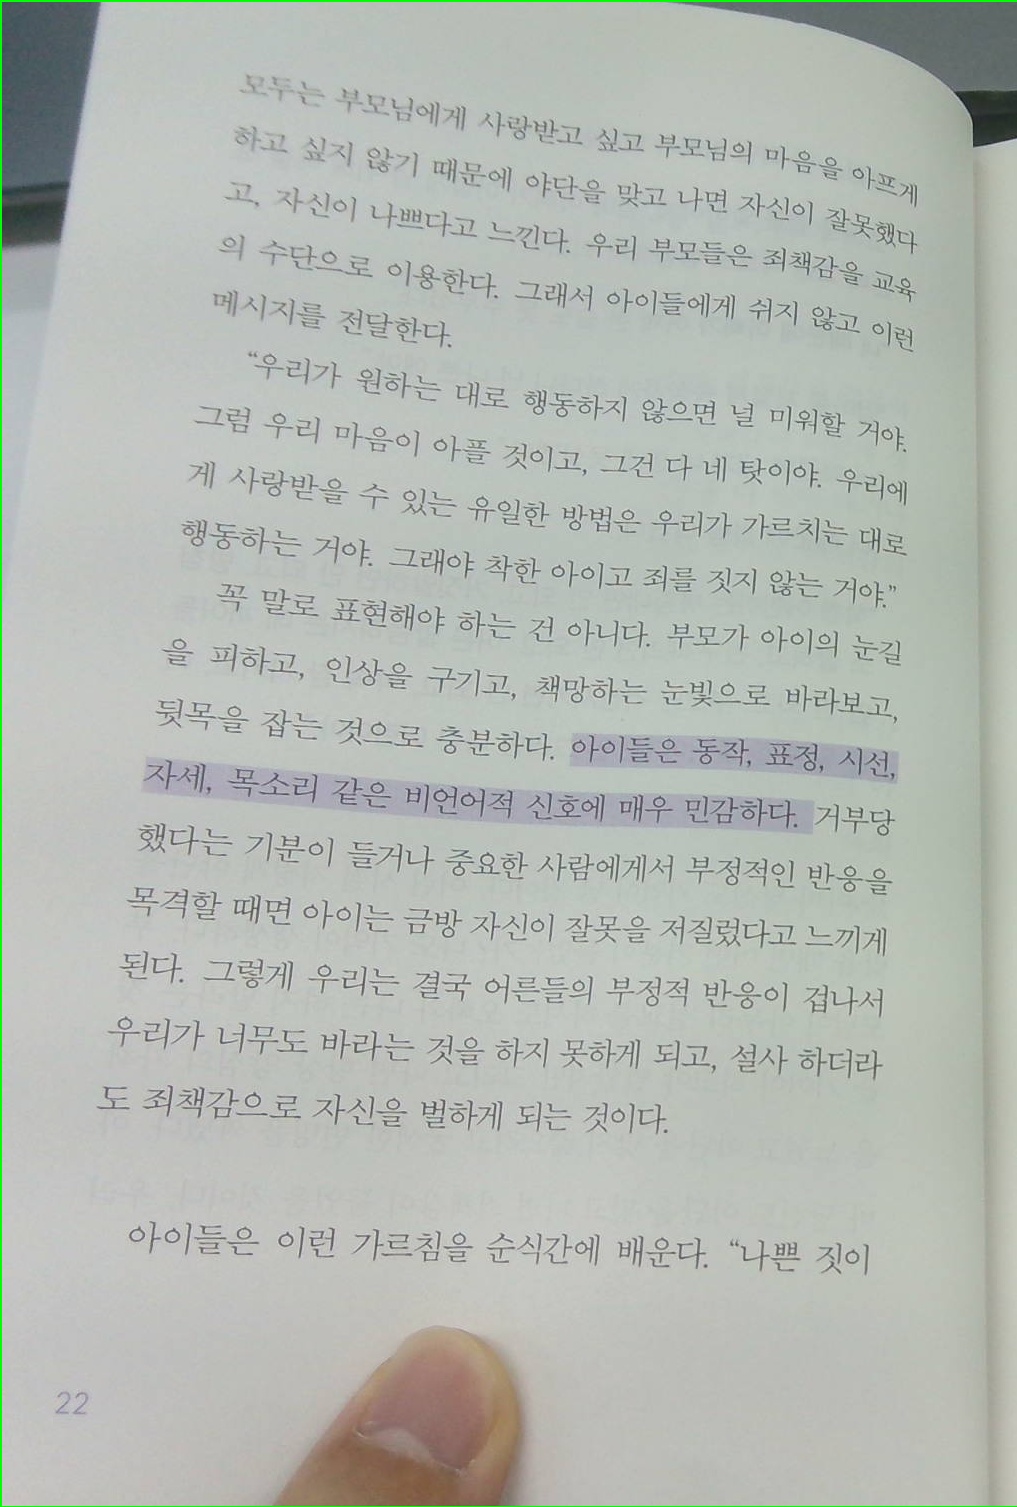 모두는 부모님에게 사랑받고 싶고 부모님의 마음을 아프게
하고 싶지 않기 때문에 야단을 맞고 나면 자신이 잘못했다
고, 자신이 나쁘다고 느낀다. 우리 부모들은 죄책감을 교육
의 수단으로 이용한다. 그래서 아이들에게 쉬지 않고 이런
메시지를 전달한다.
“우리가 원하는 대로 행동하지 않으면 널 미워할 거야.
그럼 우리 마음이 아플 것이고, 그건 다 네 탓이야. 우리에
게 사랑받을 수 있는 유일한 방법은 우리가 가르치는 대로
행동하는 거야. 그래야 착한 아이고 죄를 짓지 않는 거야.”
꼭 말로 표현해야 하는 건 아니다. 부모가 아이의 눈길
을 피하고, 인상을 구기고, 책망하는 눈빛으로 바라보고,
뒷목을 잡는 것으로 충분하다. 아이들은 동작, 표정, 시선,
자세, 목소리 같은 비언어적 신호에 매우 민감하다. 거부당
했다는 기분이 들거나 중요한 사람에게서 부정적인 반응을
목격할 때면 아이는 금방 자신이 잘못을 저질렀다고 느끼게
된다. 그렇게 우리는 결국 어른들의 부정적 반응이 겁나서
우리가 너무도 바라는 것을 하지 못하게 되고, 설사 하더라
도 죄책감으로 자신을 벌하게 되는 것이다.
아이들은 이런 가르침을 순식간에 배운다. “나쁜 짓이
22